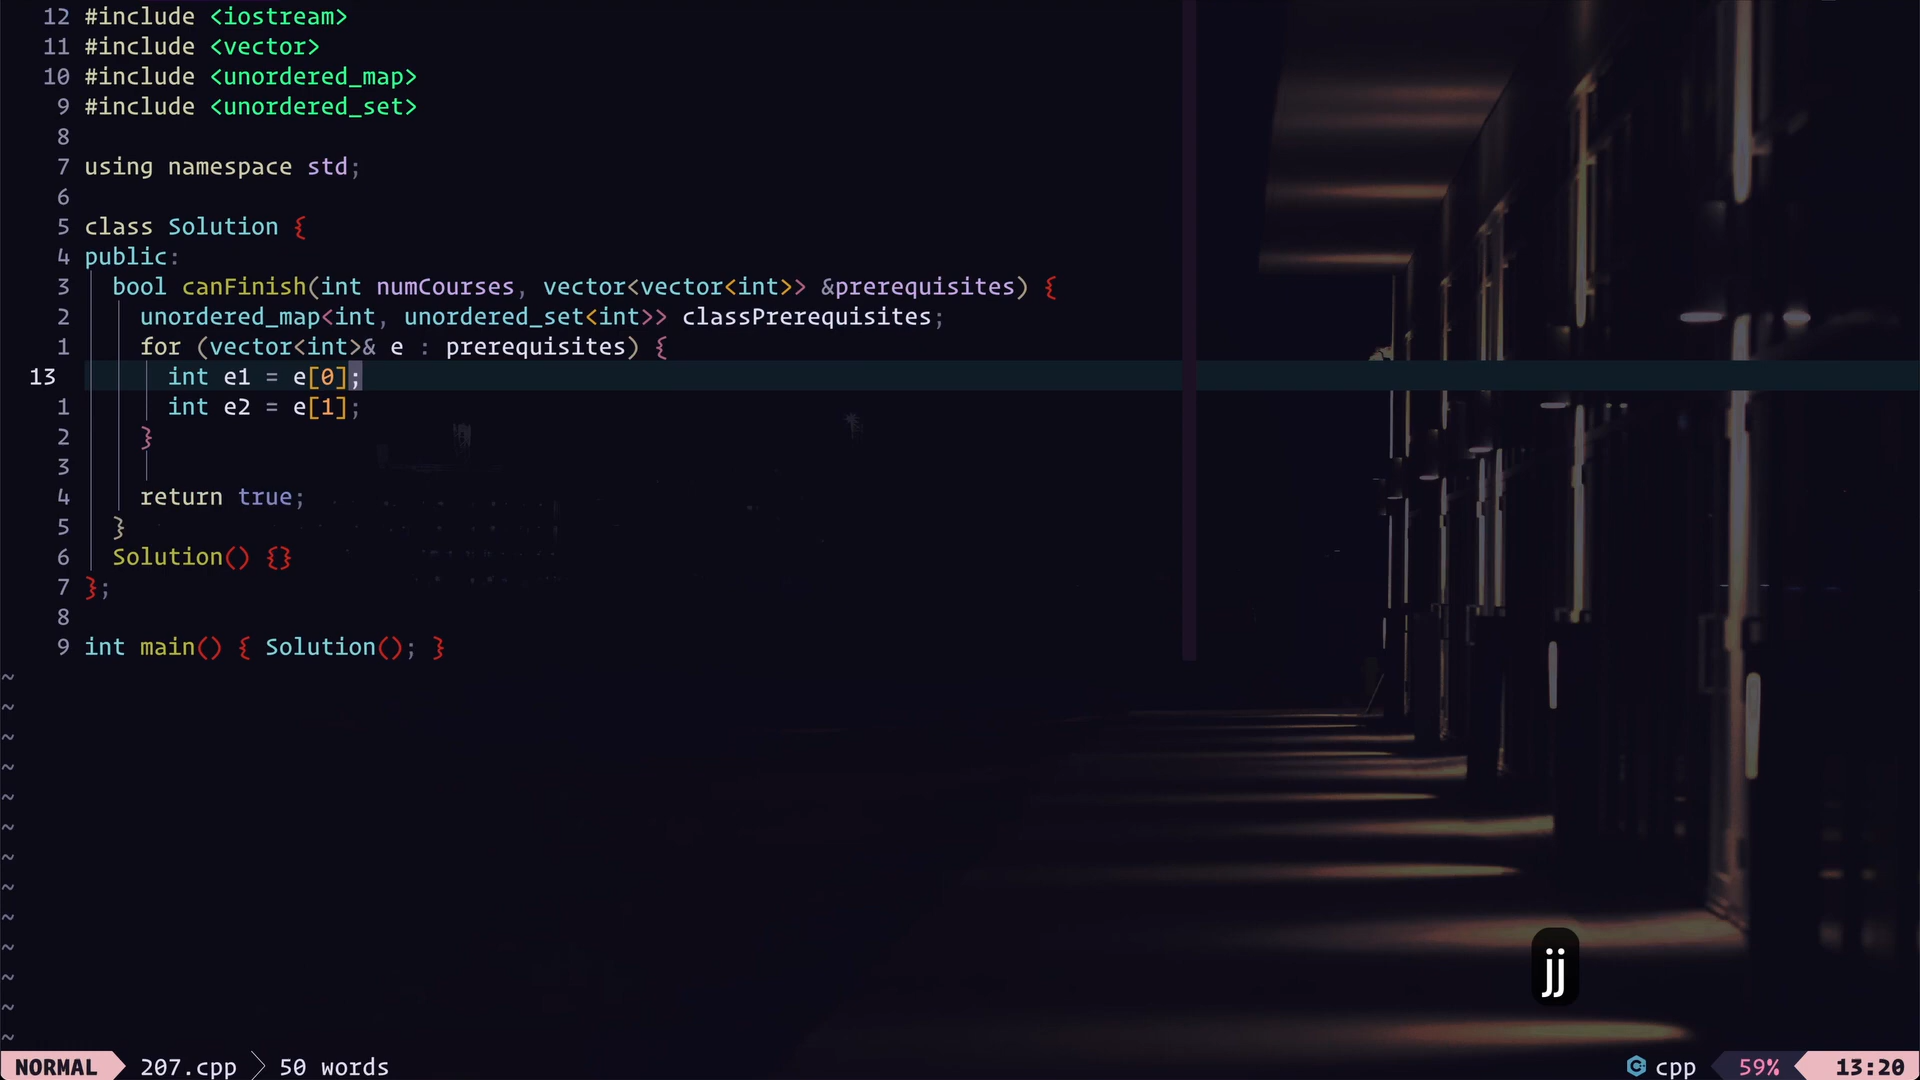 12 #include <iostream>
11 #include <vector>
10 #include <unordered_map>
9 #include <unordered_set>
8
7 using namespace std;
6
5 class Solution {
4 public:
3 bool canFinish(int numCourses, vector<vector<int>> &prerequisites) {
2 unordered_map<int, unordered_set<int>> classPrerequisites;
1 for (vector<int>& e : prerequisites) {
13 int e1 = e[0];
1 int e2 = e[1];
2 }
3
4 return true;
5 }
6 Solution() {}
7 };
8
9 int main() { Solution(); }
~
~
~
~
~
~
~
~
~
~
~
~
~
jj
NORMAL 207.cpp 50 words cpp 59% 13:20